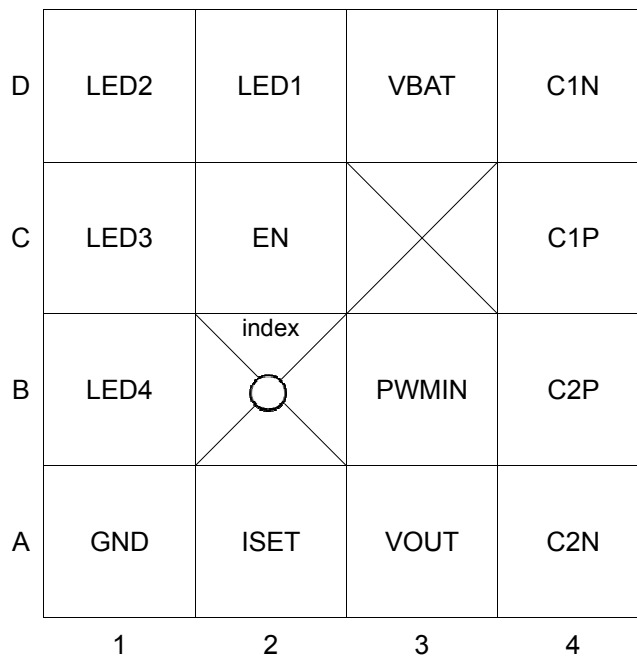 D LED2 LED1 VBAT C1N
C LED3 EN C1P
index
B LED4 PWMIN C2P
A GND ISET VOUT C2N
1 2 3 4